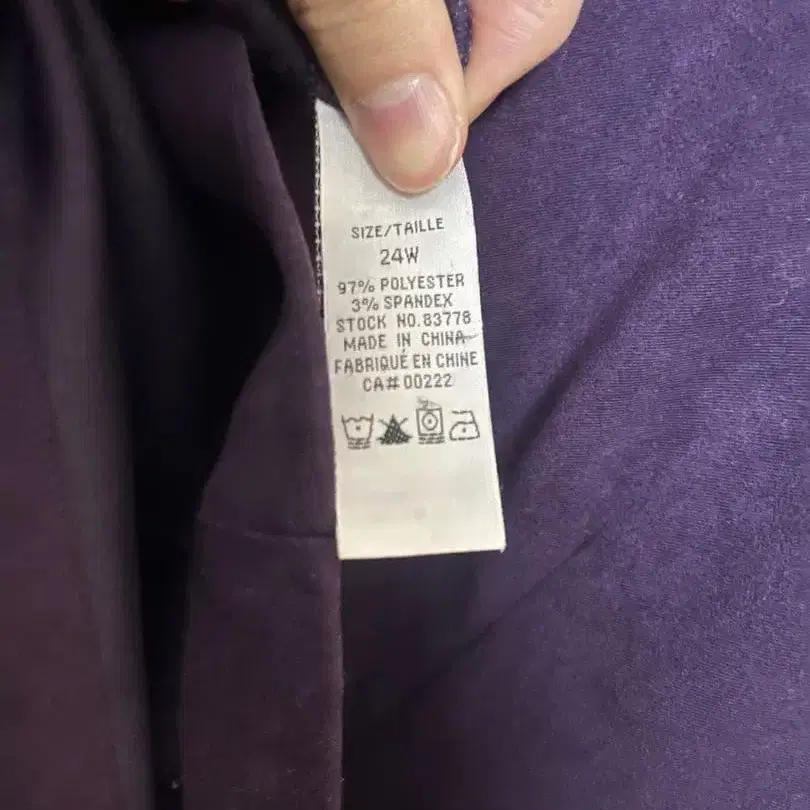 SIZE/TAILLE
24W
97% POLYESTER
3% SPANDEX
STOCK NO.83778
MADE IN CHINA
FABRIQUÉ EN CHINE
CA#00222